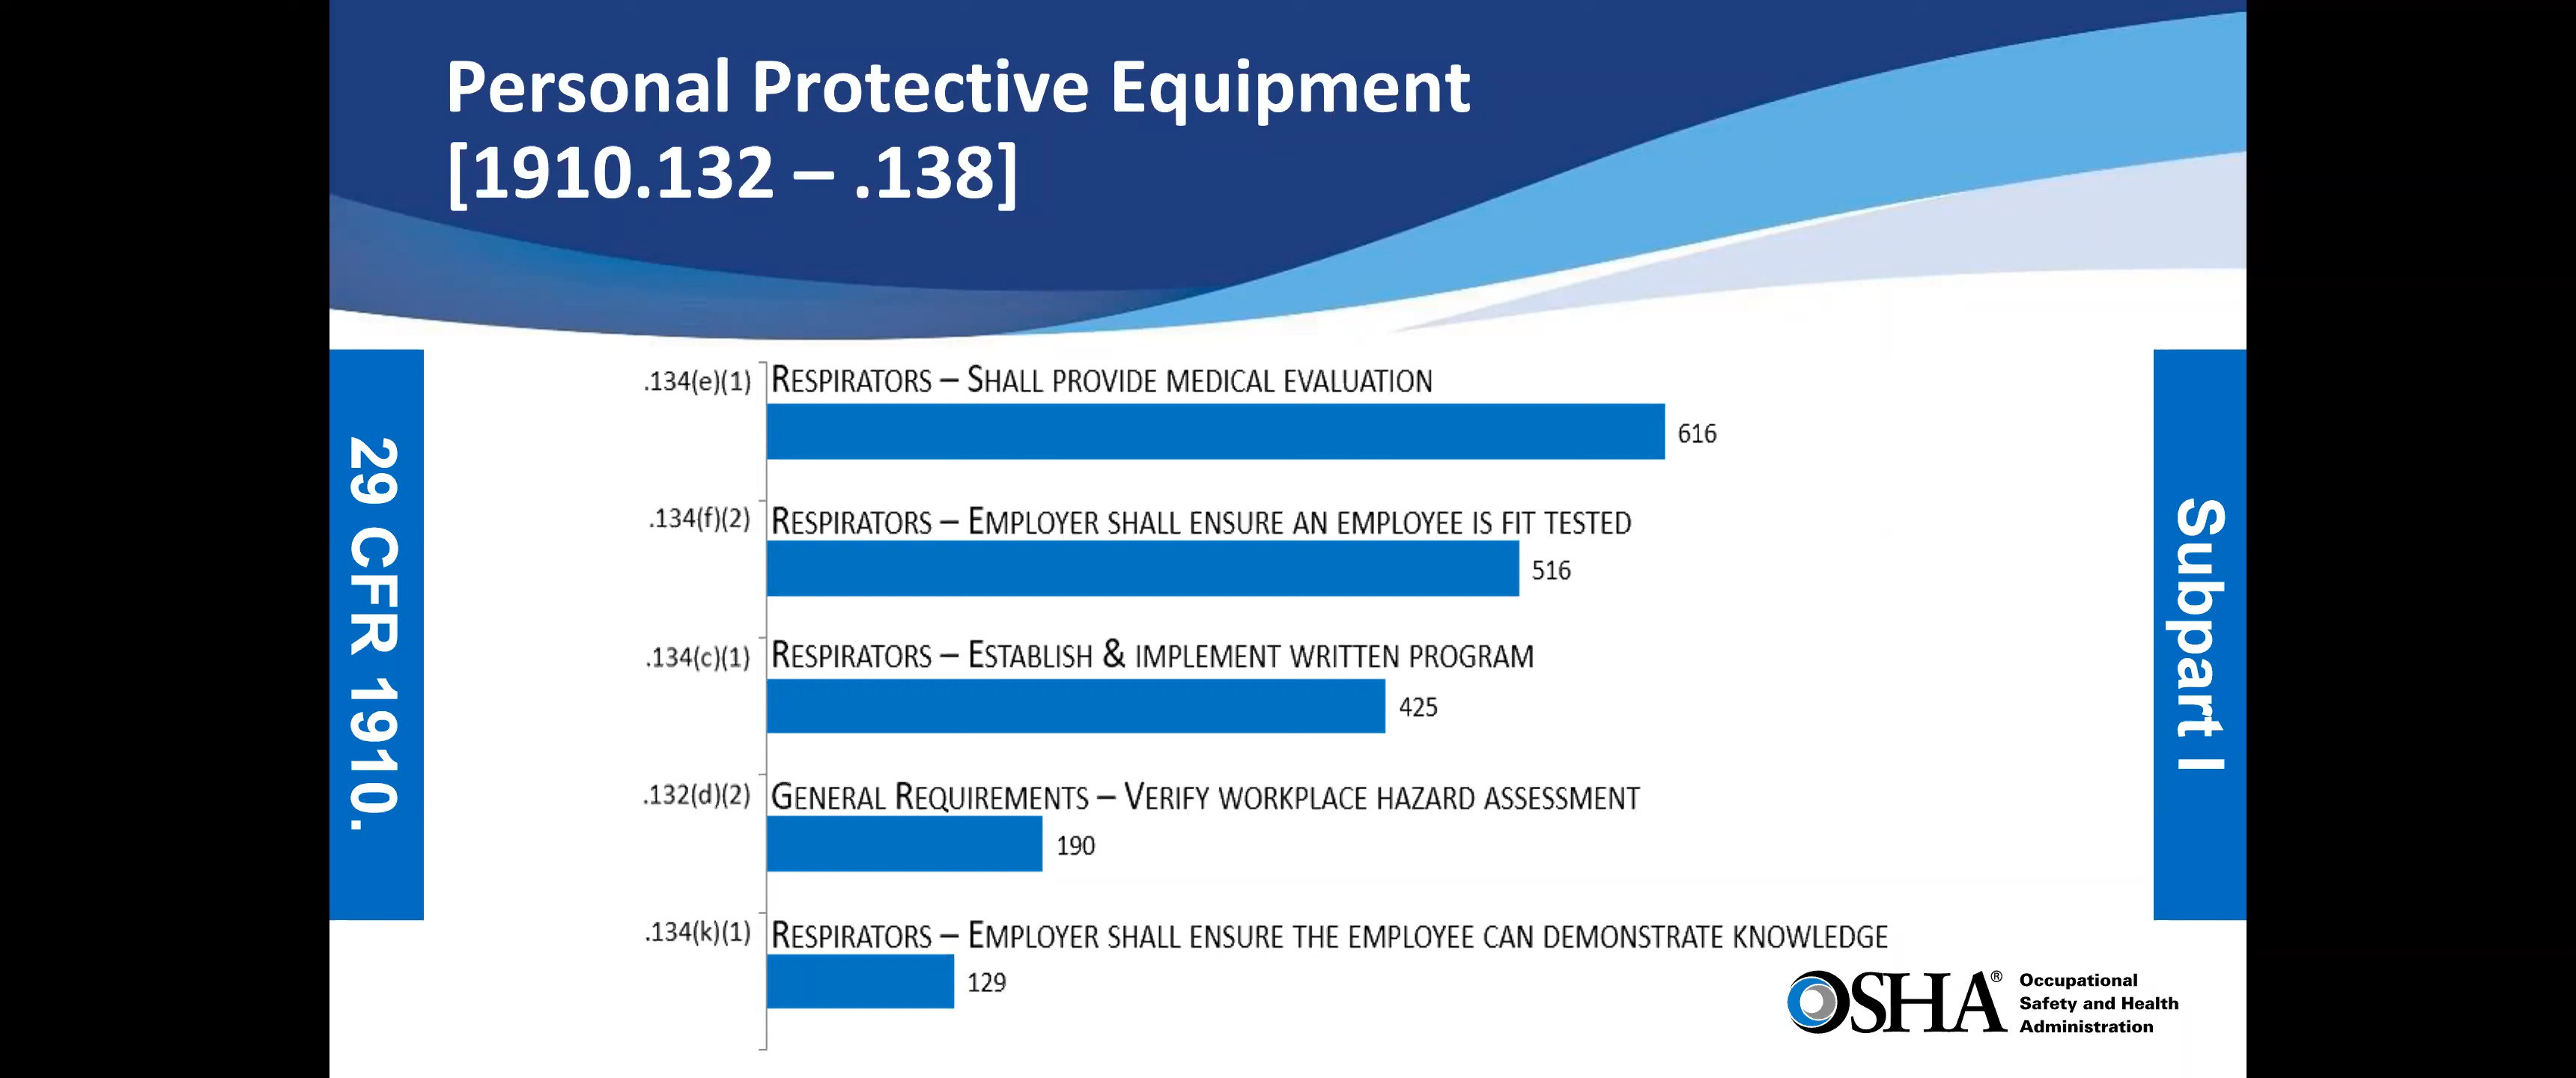 Personal Protective Equipment
[1910.132 – .138]
29 CFR 1910.
Subpart I
.134(e)(1) RESPIRATORS – SHALL PROVIDE MEDICAL EVALUATION
616
.134(f)(2) RESPIRATORS – EMPLOYER SHALL ENSURE AN EMPLOYEE IS FIT TESTED
516
.134(c)(1) RESPIRATORS – ESTABLISH & IMPLEMENT WRITTEN PROGRAM
425
.132(d)(2) GENERAL REQUIREMENTS – VERIFY WORKPLACE HAZARD ASSESSMENT
190
.134(k)(1) RESPIRATORS – EMPLOYER SHALL ENSURE THE EMPLOYEE CAN DEMONSTRATE KNOWLEDGE
129
OSHA®
Occupational
Safety and Health
Administration